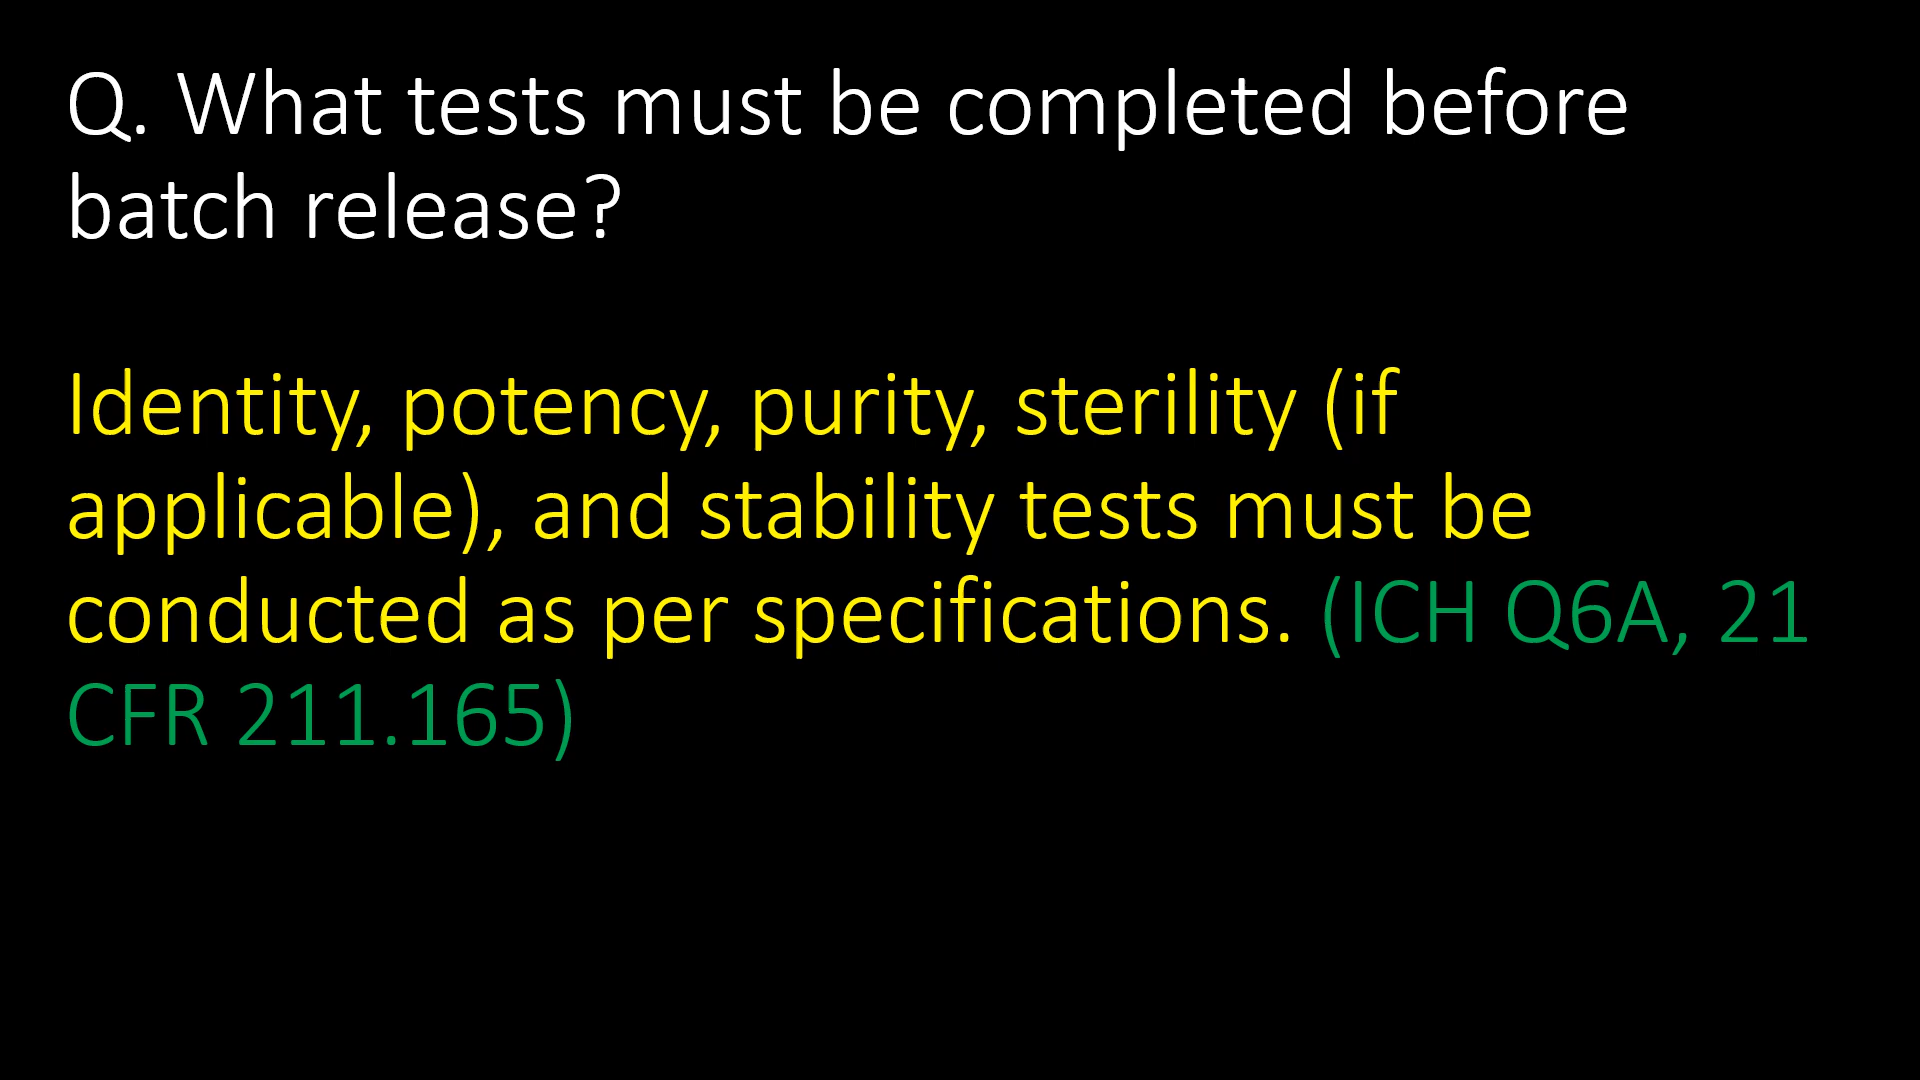 Q. What tests must be completed before
batch release?
Identity, potency, purity, sterility (if
applicable), and stability tests must be
conducted as per specifications. (ICH Q6A, 21
CFR 211.165)